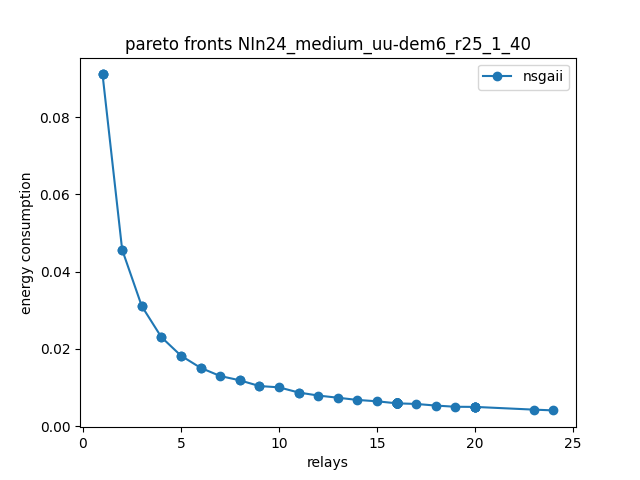 pareto fronts NIn24_medium_uu-dem6_r25_1_40
nsgaii
0.08
0.06
0.04
0.02
0.00
energy consumption
0 5 10 15 20 25
relays